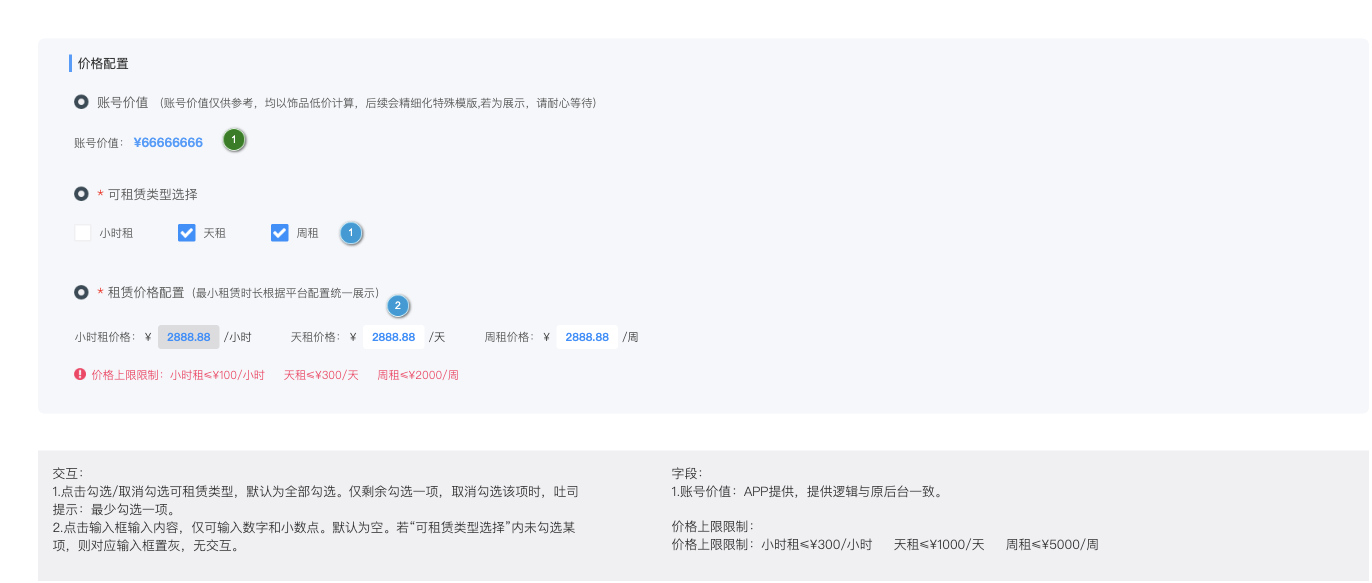 价格配置
账号价值 (账号价值仅供参考，均以饰品低价计算，后续会精细化特殊模版,若为展示，请耐心等待)
账号价值： ¥66666666 1
* 可租赁类型选择
小时租 天租 周租 1
* 租赁价格配置 (最小租赁时长根据平台配置统一展示) 2
小时租价格： ¥ 2888.88 /小时 天租价格： ¥ 2888.88 /天 周租价格： ¥ 2888.88 /周
价格上限限制：小时租≤¥100/小时 天租≤¥300/天 周租≤¥2000/周
交互：
1.点击勾选/取消勾选可租赁类型，默认为全部勾选。仅剩余勾选一项，取消勾选该项时，吐司
提示：最少勾选一项。
2.点击输入框输入内容，仅可输入数字和小数点。默认为空。若“可租赁类型选择”内未勾选某
项，则对应输入框置灰，无交互。
字段：
1.账号价值：APP提供，提供逻辑与原后台一致。
价格上限限制：
价格上限限制：小时租≤¥300/小时 天租≤¥1000/天 周租≤¥5000/周